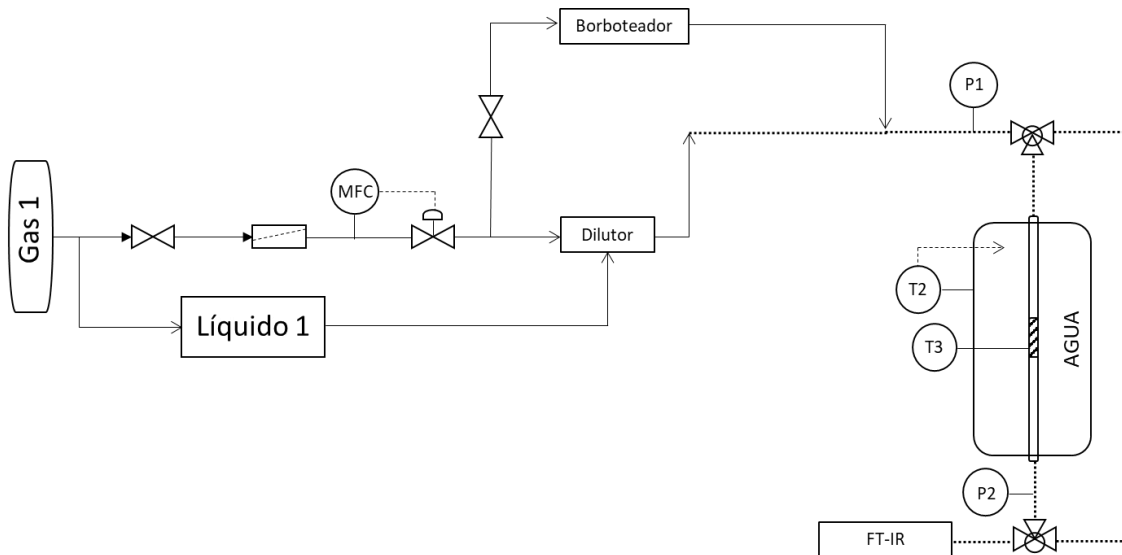 Borboteador
P1
Gas 1
MFC
Dilutor
Líquido 1
T2
T3
AGUA
P2
FT-IR